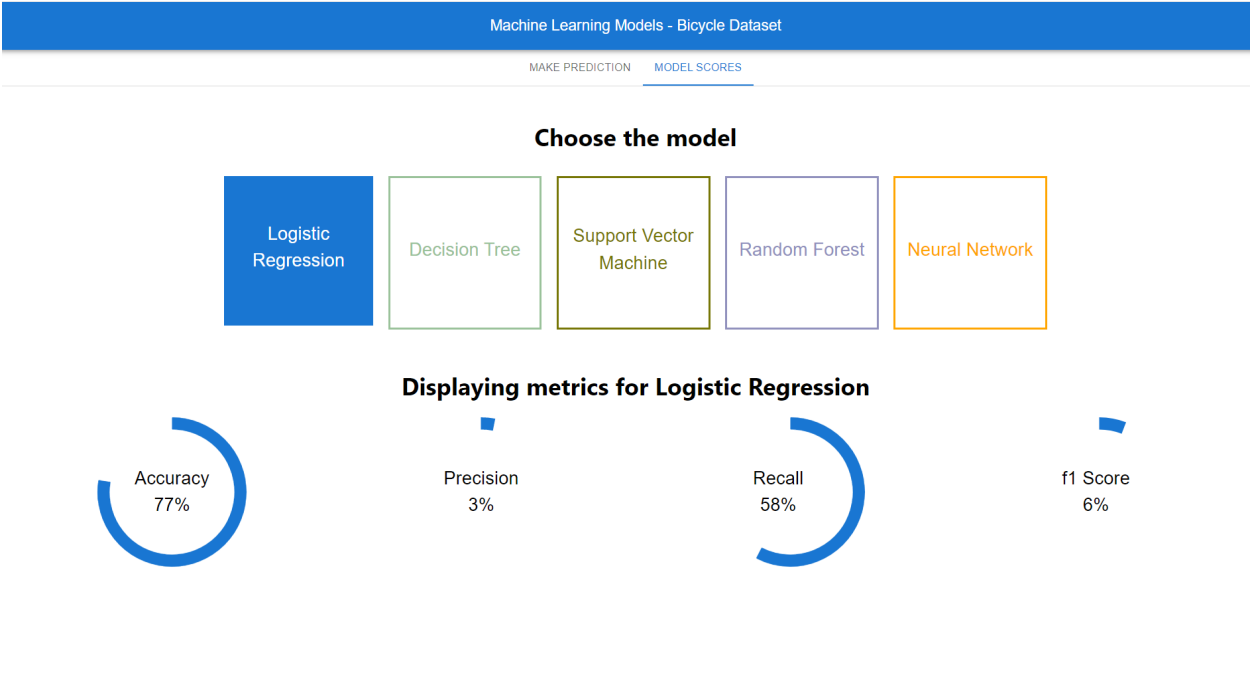 Machine Learning Models - Bicycle Dataset
MAKE PREDICTION
MODEL SCORES
Choose the model
Logistic
Regression
Decision Tree
Support Vector
Machine
Random Forest
Neural Network
Displaying metrics for Logistic Regression
Accuracy
77%
Precision
3%
Recall
58%
f1 Score
6%